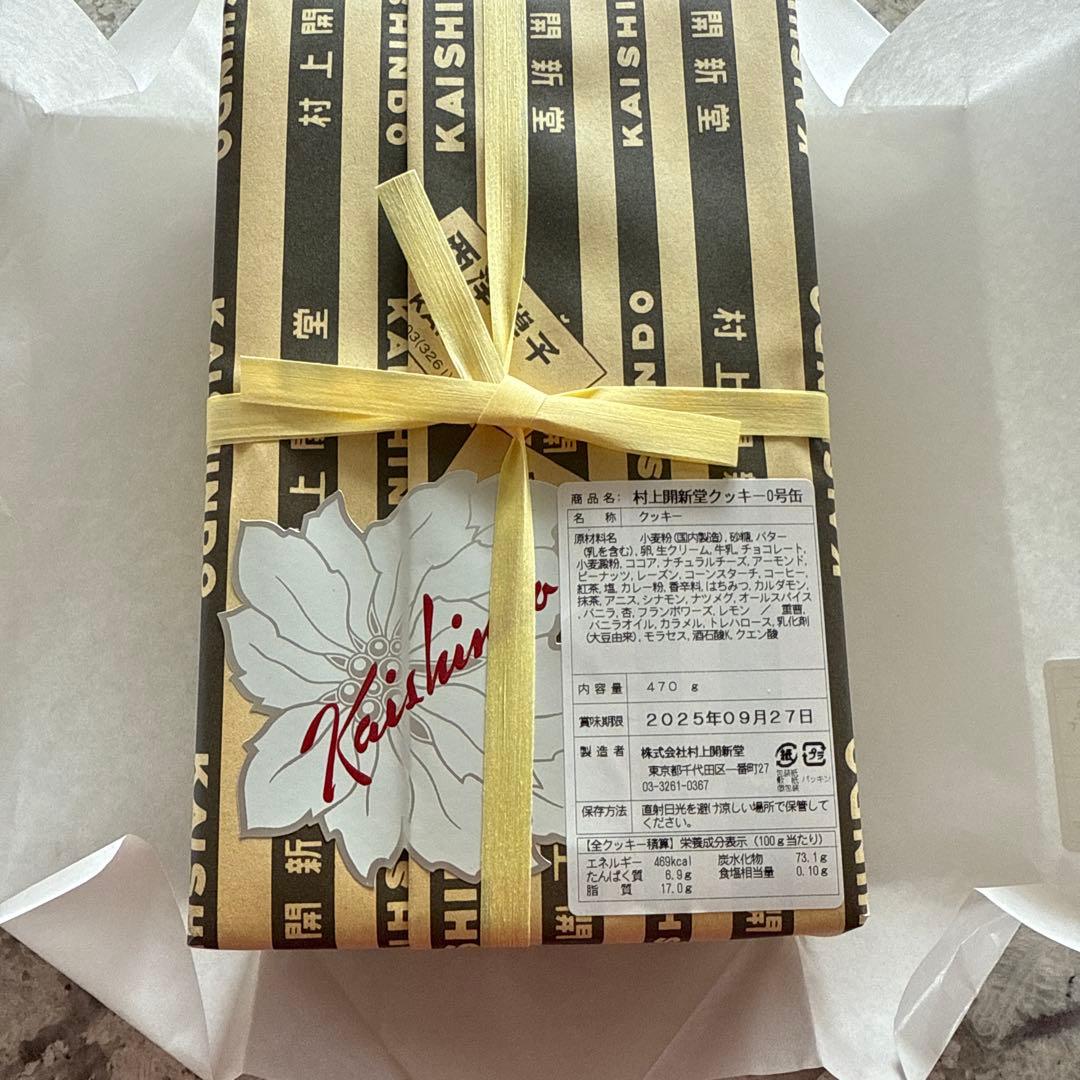 KAISHINDO
村上開新堂
KAISHINDO
開新堂
KAISHINDO
開新堂
西洋菓子
03(3261)
村上開
Kaishindo
商品名: 村上開新堂クッキー0号缶
名 称 クッキー
原材料名 小麦粉(国内製造),砂糖,バター
(乳を含む),卵,生クリーム,牛乳,チョコレート,
小麦澱粉,ココア,ナチュラルチーズ,アーモンド,
ピーナッツ,レーズン,コーンスターチ,コーヒー,
紅茶,塩,カレー粉,香辛料,はちみつ,カルダモン,
抹茶,アニス,シナモン,ナツメグ,オールスパイス
,バニラ,杏,フランボワーズ,レモン / 重曹,
バニラオイル,カラメル,トレハロース,乳化剤
(大豆由来),モラセス,酒石酸K,クエン酸
内容量 470 g
賞味期限 2025年09月27日
製造者 株式会社村上開新堂
東京都千代田区一番町27
03-3261-0367
紙 プラ
包装紙
敷 紙 パッキン
個包装
保存方法 直射日光を避け涼しい場所で保管して
ください。
【全クッキー積算】栄養成分表示(100g当たり)
エネルギー 469kcal 炭水化物 73.1g
たんぱく質 6.9g 食塩相当量 0.10g
脂 質 17.0g